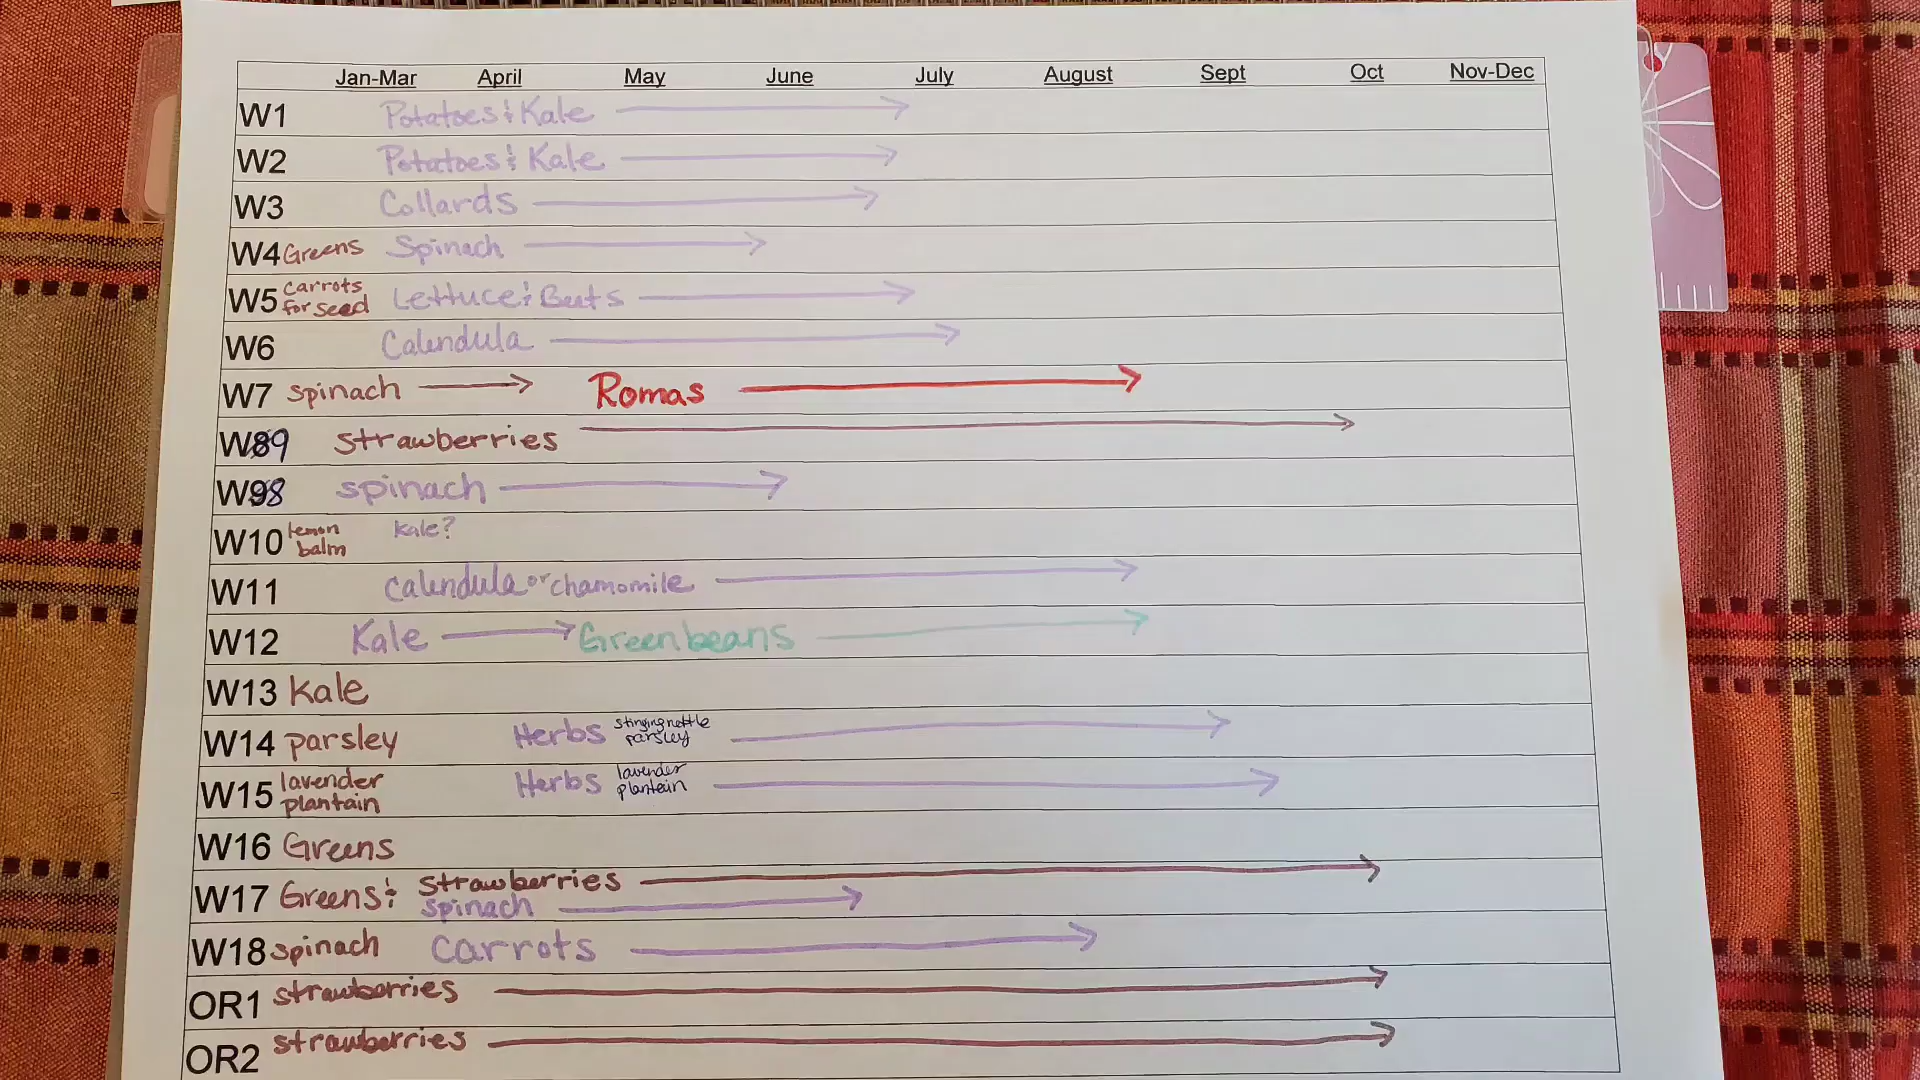 Jan-Mar April May June July August Sept Oct Nov-Dec
W1 Potatoes & Kale
W2 Potatoes & Kale
W3 Collards
W4 Greens Spinach
W5 carrots for seed Lettuce & Beets
W6 Calendula
W7 spinach Romas
W89 strawberries
W98 spinach
W10 lemon balm Kale?
W11 Calendula or chamomile
W12 Kale Greenbeans
W13 Kale
W14 parsley Herbs stinging nettle parsley
W15 lavender plantain Herbs lavender plantain
W16 Greens
W17 Greens & strawberries
spinach
W18 spinach carrots
OR1 strawberries
OR2 strawberries